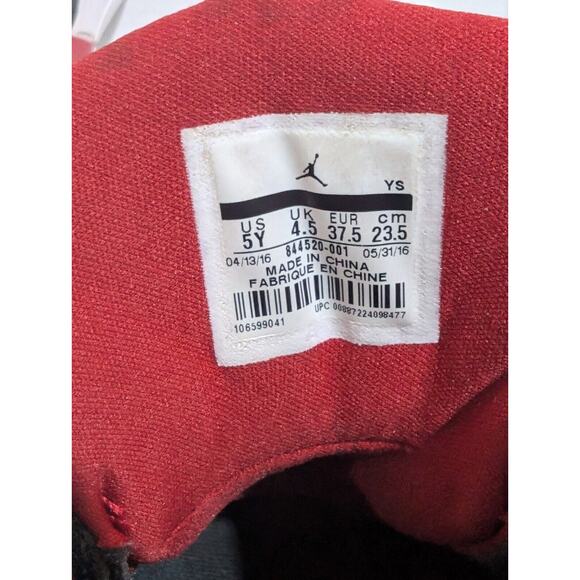 YS
US UK EUR cm
5Y 4.5 37.5 23.5
04/13/16 844520-001 05/31/16
MADE IN CHINA
FABRIQUE EN CHINE
106599041 UPC 00887224098477